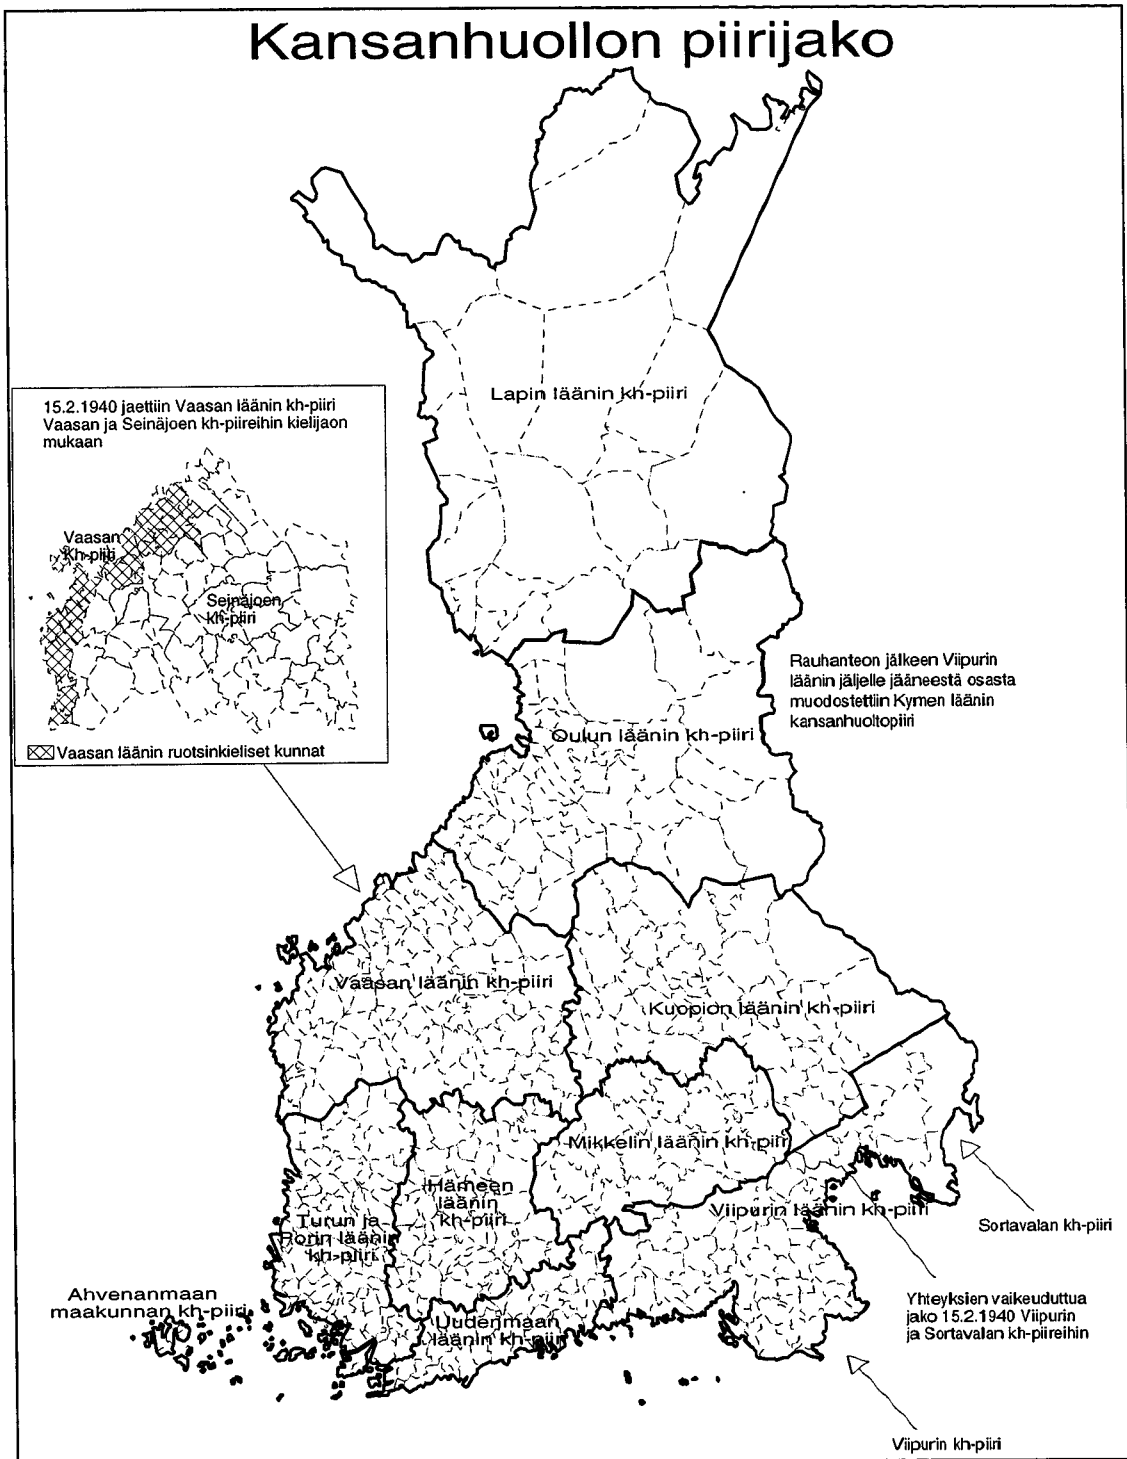 Kansanhuollon piirijako
Lapin läänin kh-piiri
15.2.1940 jaettiin Vaasan läänin kh-piiri
Vaasan ja Seinäjoen kh-piireihin kielijaon
mukaan
Vaasan
Kh-piiri
Seinäjoen
kh-piiri
Vaasan läänin ruotsinkieliset kunnat
Rauhanteon jälkeen Viipurin
läänin jäljelle jääneestä osasta
muodostettiin Kymen läänin
kansanhuoltopiiri
Oulun läänin kh-piiri
Vaasan läänin kh-piiri
Kuopion läänin kh-piiri
Mikkelin läänin kh-piiri
Hämeen
läänin
kh-piiri
Viipurin läänin kh-piiri
Turun ja
Porin läänin
kh-piiri
Sortavalan kh-piiri
Ahvenanmaan
maakunnan kh-piiri
Uudenmaan
läänin kh-piiri
Yhteyksien vaikeuduttua
jako 15.2.1940 Viipurin
ja Sortavalan kh-piireihin
Viipurin kh-piiri